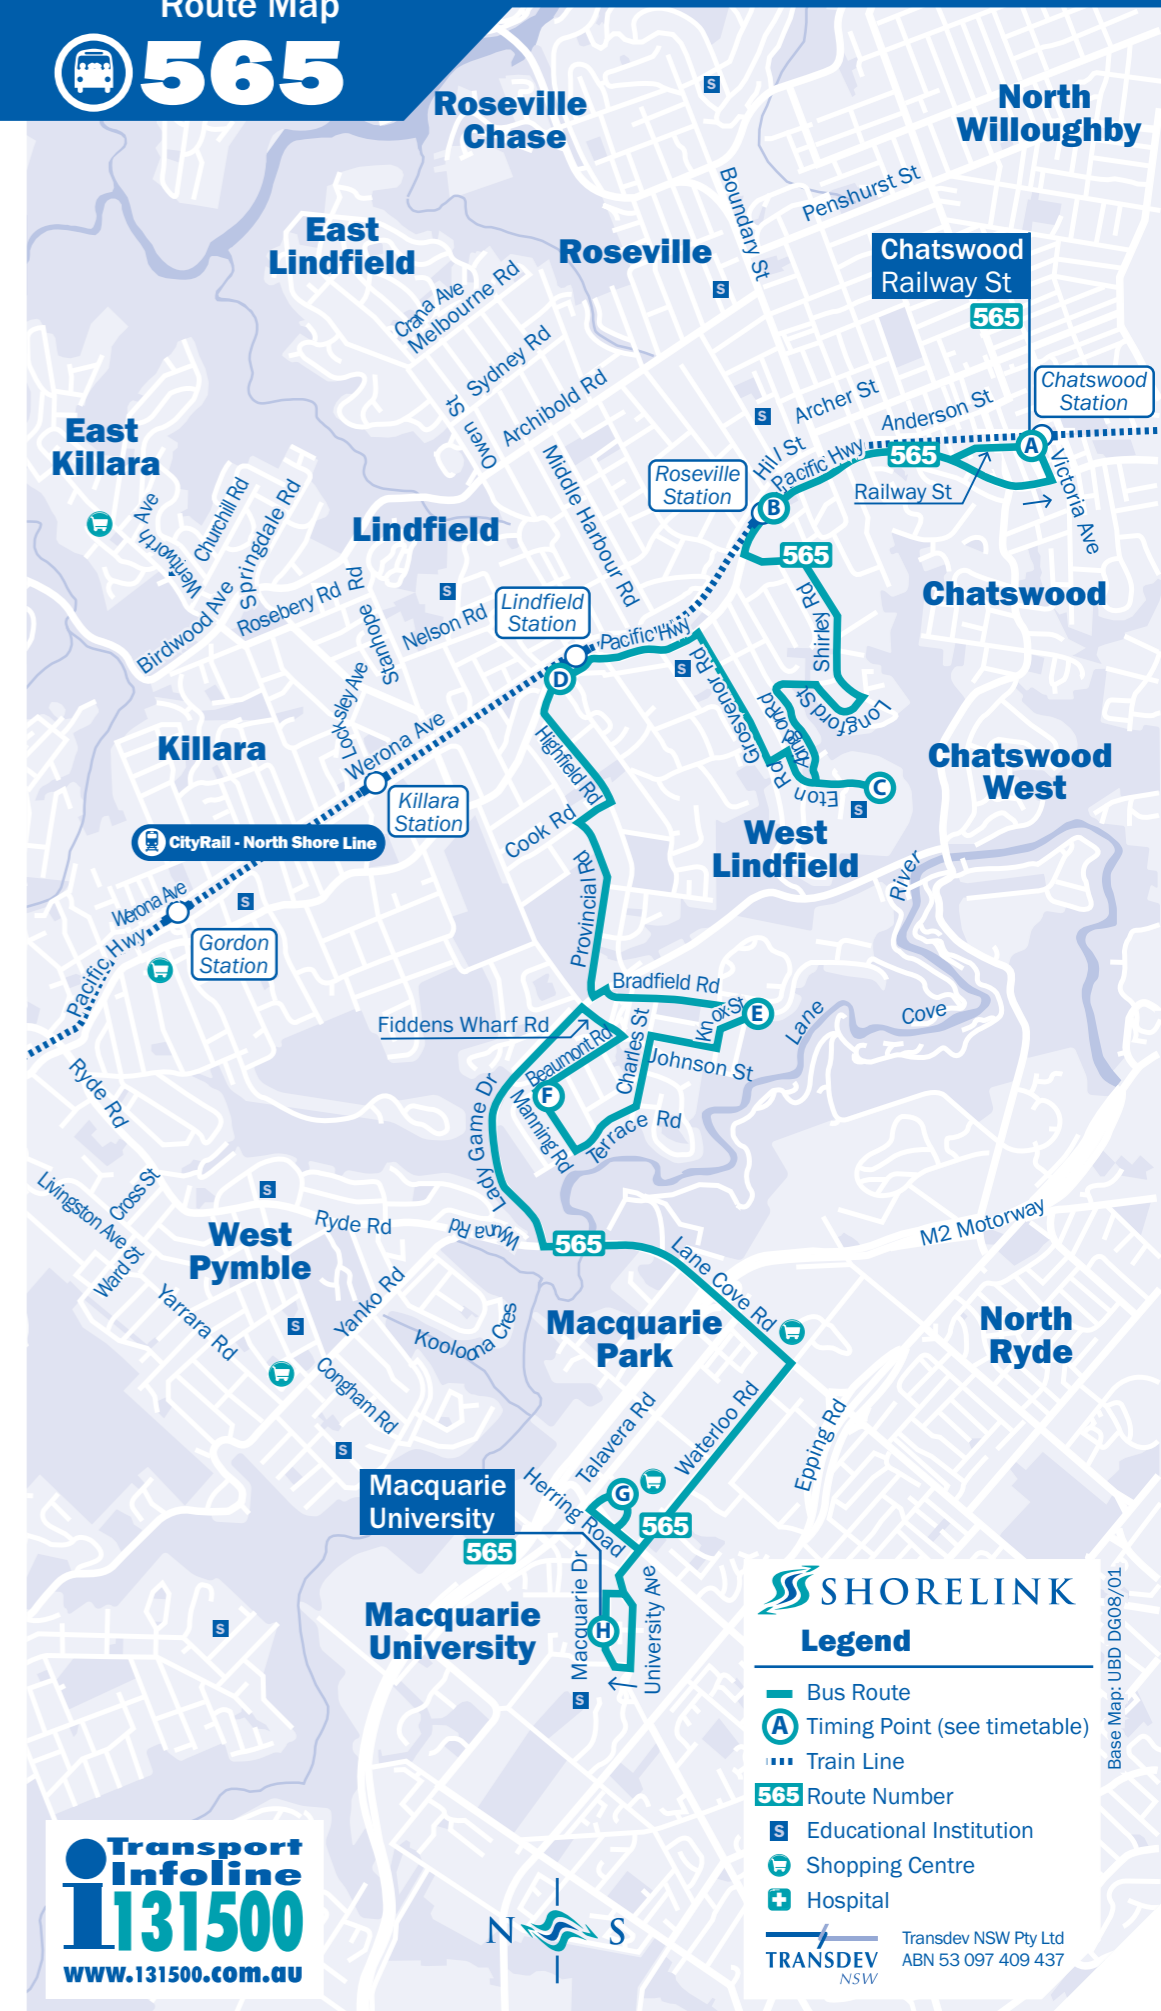 Route Map
565
Roseville
Chase
North
Willoughby
Boundary St
Penshurst St
East
Lindfield
Roseville
Chatswood
Railway St
565
Crana Ave
Melbourne Rd
Sydney Rd
Owen St
Archibold Rd
Archer St
Anderson St
Chatswood
Station
East
Killara
Hill St
Pacific Hwy
565
A
Roseville
Station
Railway St
Victoria Ave
B
Middle Harbour Rd
Wentworth Ave
Churchill Rd
Springdale Rd
Lindfield
565
Birdwood Ave
Rosebery Rd
Stanhope Rd
S
Nelson Rd
Lindfield
Station
Chatswood
Shirley Rd
Pacific Hwy
D
Grosvenor Rd
Longford St
Abingdon Rd
Locksley Ave
Werona Ave
Killara
Highfield Rd
Eton Rd
C
Chatswood
West
Killara
Station
CityRail - North Shore Line
Cook Rd
West
Lindfield
Provincial Rd
River
Werona Ave
Pacific Hwy
Gordon
Station
Bradfield Rd
Knox St
E
Lane
Cove
Fiddens Wharf Rd
Beaumont Rd
Charles St
Johnson St
F
Manning Rd
Terrace Rd
Ryde Rd
Lady Game Dr
Livingston Ave
Cross St
Ward St
West
Pymble
Ryde Rd
Wyuna Rd
565
Lane Cove Rd
M2 Motorway
Yarrara Rd
Yanko Rd
Kooloona Cres
Congham Rd
Macquarie
Park
North
Ryde
Talavera Rd
Waterloo Rd
Epping Rd
Macquarie
University
565
Herring Road
G
565
Macquarie Dr
University Ave
H
Macquarie
University
SHORELINK
Legend
Bus Route
A Timing Point (see timetable)
Train Line
565 Route Number
S Educational Institution
Shopping Centre
Hospital
TRANSDEV
NSW
Transdev NSW Pty Ltd
ABN 53 097 409 437
Base Map: UBD DG08/01
Transport
Infoline
131500
www.131500.com.au
N S